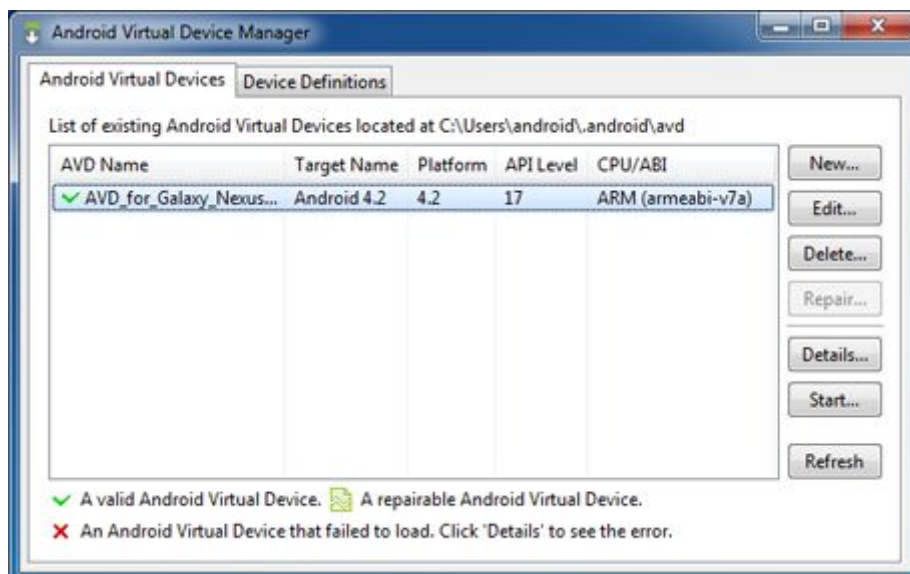 Android Virtual Device Manager
Android Virtual Devices Device Definitions
List of existing Android Virtual Devices located at C:\Users\android\.android\avd
AVD Name Target Name Platform API Level CPU/ABI New...
AVD_for_Galaxy_Nexus... Android 4.2 4.2 17 ARM (armeabi-v7a)
Edit...
Delete...
Repair...
Details...
Start...
Refresh
A valid Android Virtual Device. A repairable Android Virtual Device.
An Android Virtual Device that failed to load. Click 'Details' to see the error.